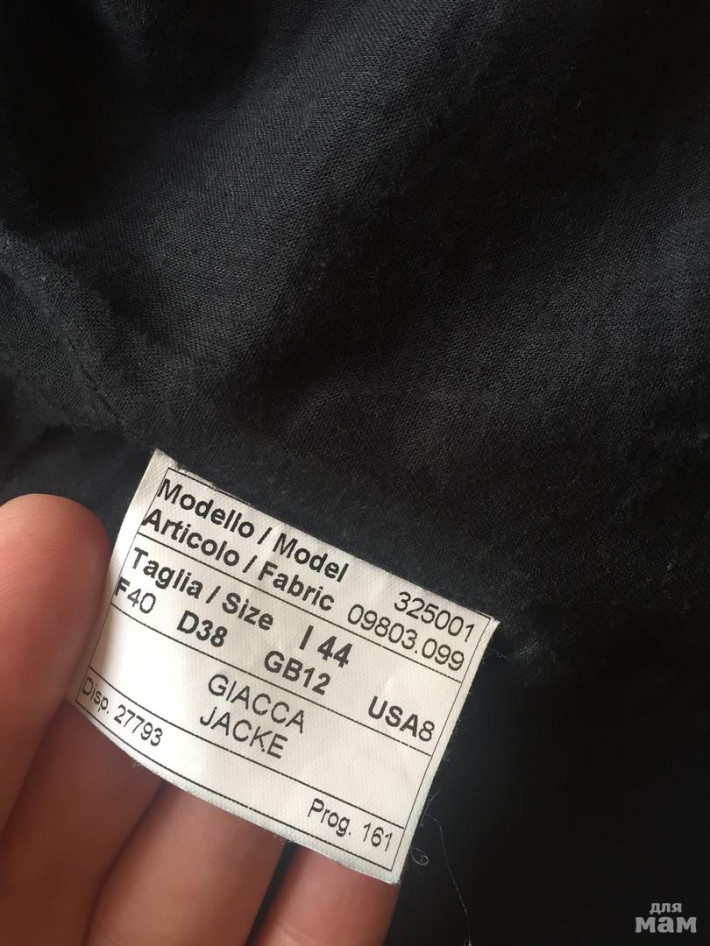 Modello / Model 325001
Articolo / Fabric 09803.099
Taglia / Size I 44
F40 D38 GB12 USA8
GIACCA
JACKE
Disp. 27793 Prog. 161
для
мам